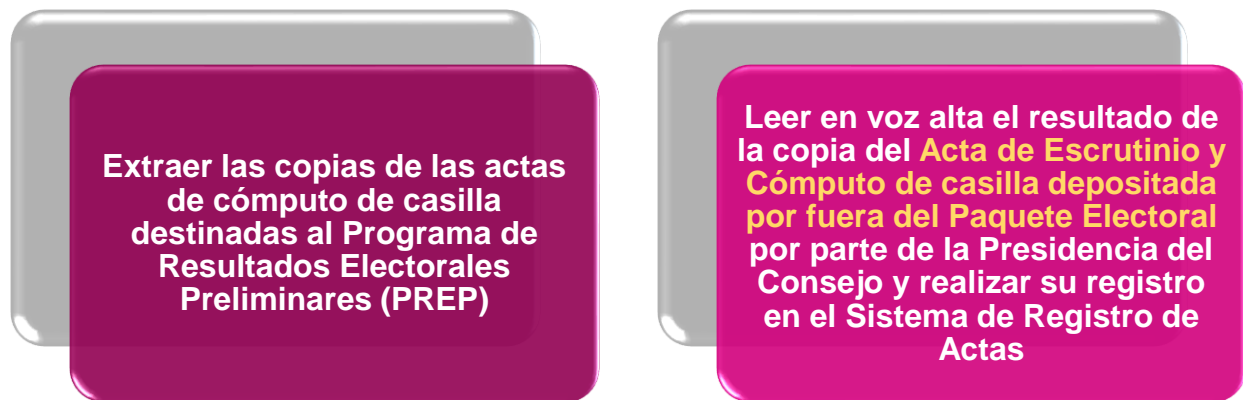 Extraer las copias de las actas
de cómputo de casilla
destinadas al Programa de
Resultados Electorales
Preliminares (PREP)
Leer en voz alta el resultado de
la copia del Acta de Escrutinio y
Cómputo de casilla depositada
por fuera del Paquete Electoral
por parte de la Presidencia del
Consejo y realizar su registro
en el Sistema de Registro de
Actas